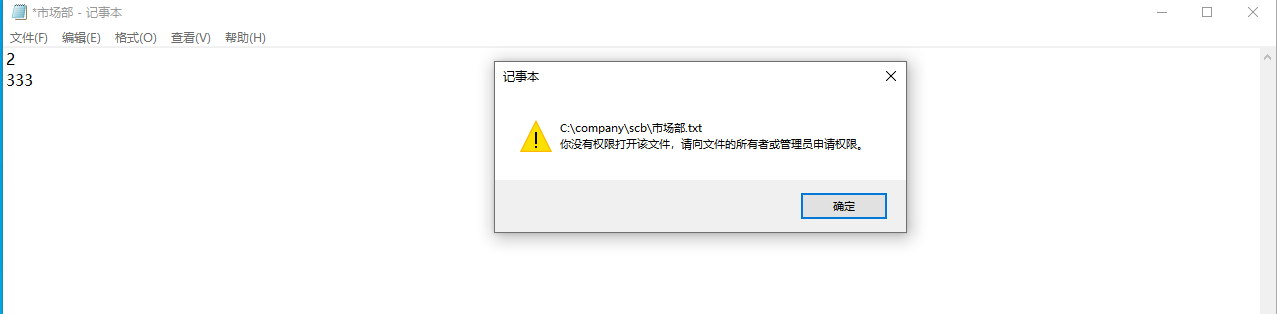 *市场部 - 记事本
文件(F) 编辑(E) 格式(O) 查看(V) 帮助(H)
2
333
记事本
C:\company\scb\市场部.txt
你没有权限打开该文件，请向文件的所有者或管理员申请权限。
确定